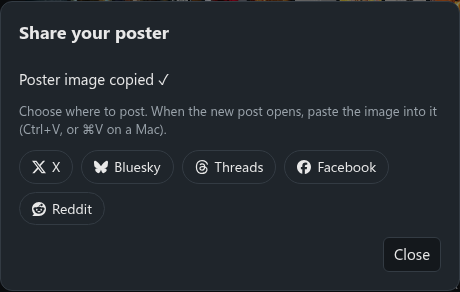 Share your poster
Poster image copied ✓
Choose where to post. When the new post opens, paste the image into it
(Ctrl+V, or ⌘V on a Mac).
X
Bluesky
Threads
Facebook
Reddit
Close